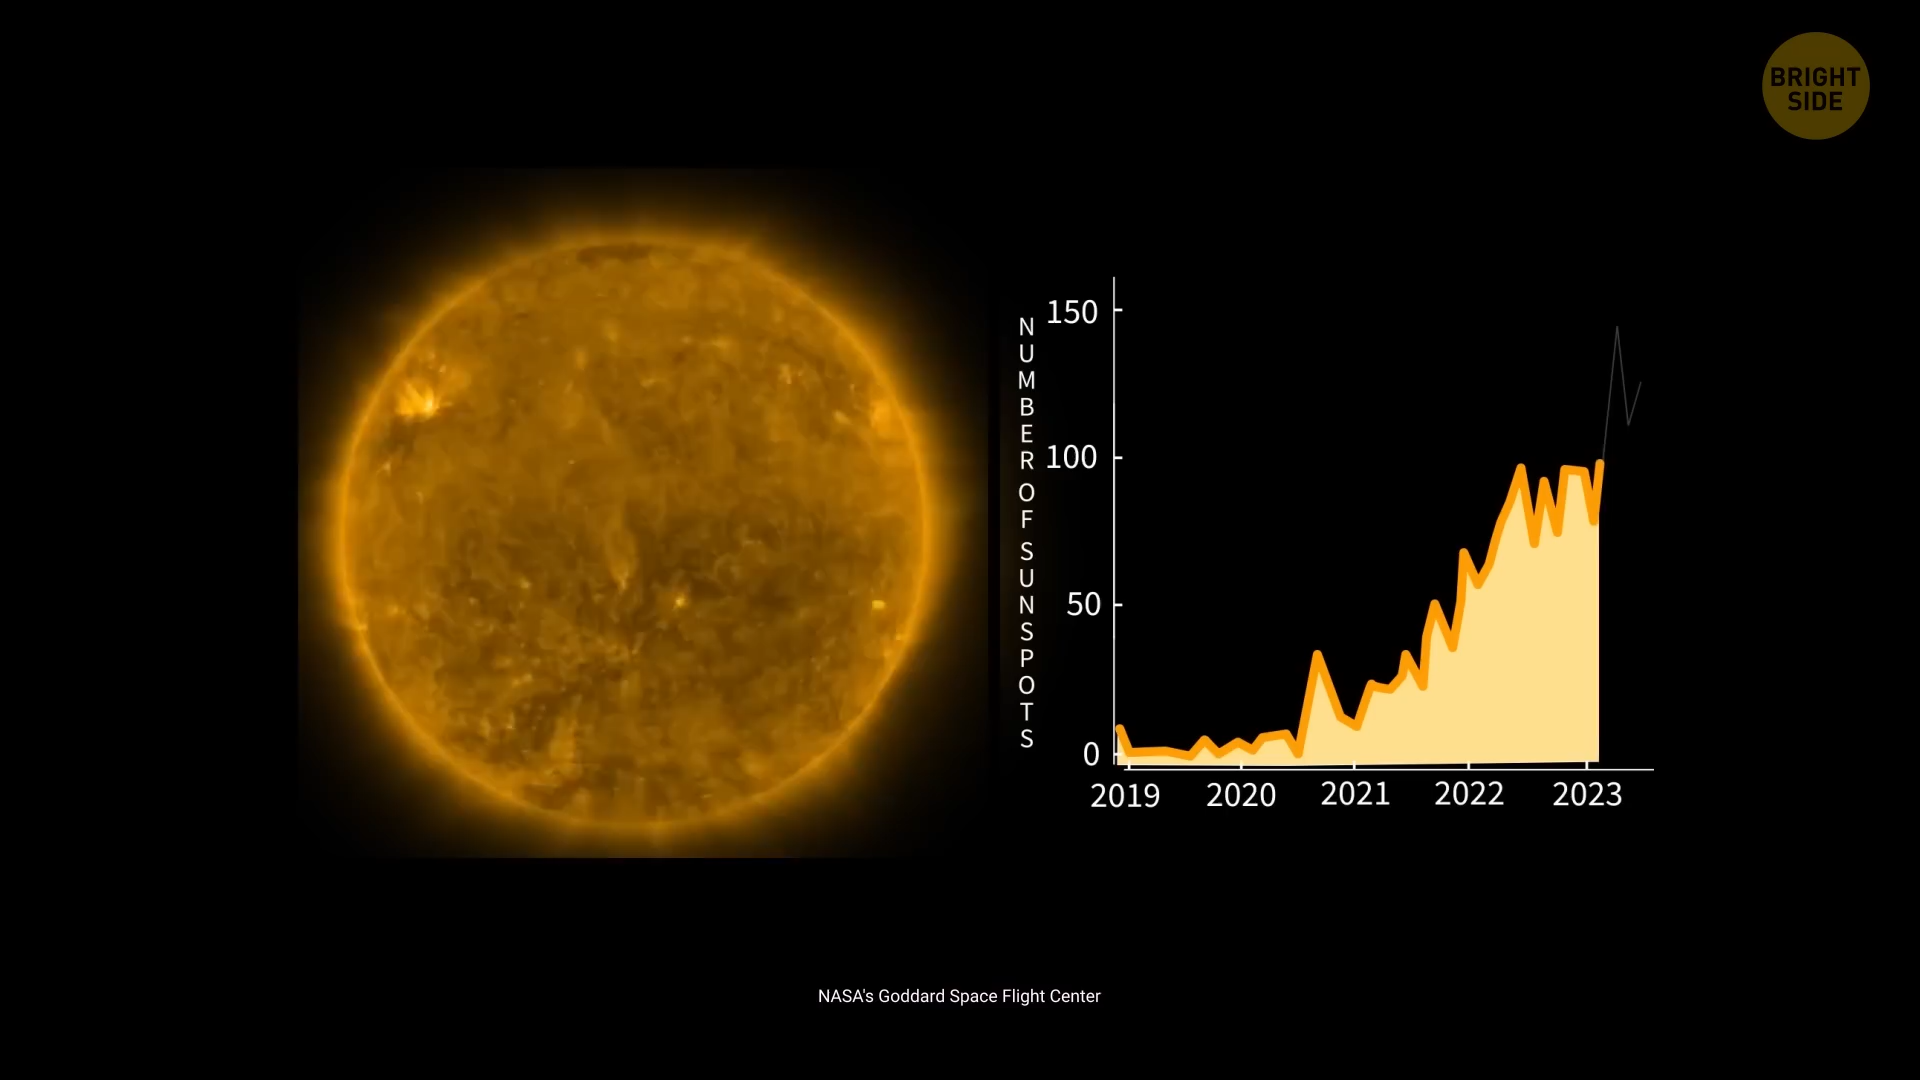 BRIGHT
SIDE
NUMBER OF SUNSPOTS
150
100
50
0
2019 2020 2021 2022 2023
NASA's Goddard Space Flight Center